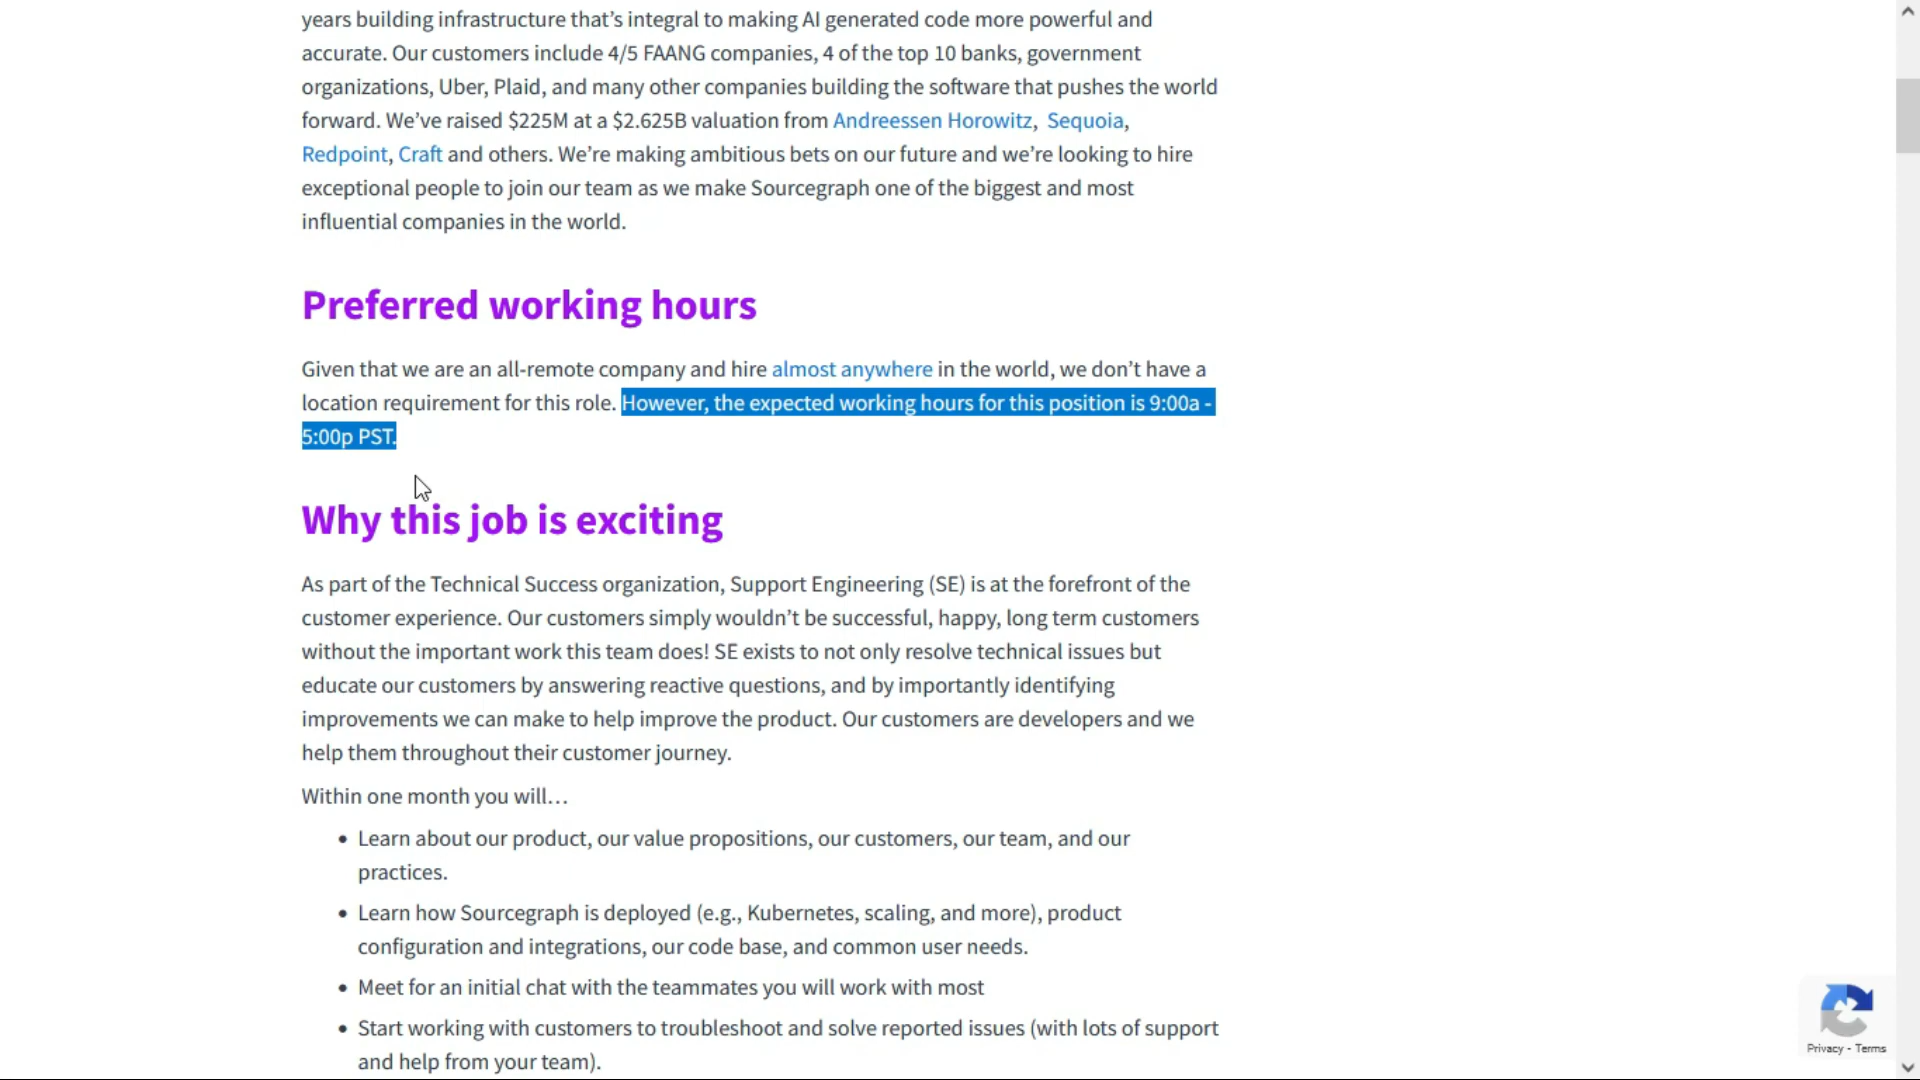 years building infrastructure that’s integral to making AI generated code more powerful and
accurate. Our customers include 4/5 FAANG companies, 4 of the top 10 banks, government
organizations, Uber, Plaid, and many other companies building the software that pushes the world
forward. We’ve raised $225M at a $2.625B valuation from Andreessen Horowitz, Sequoia,
Redpoint, Craft and others. We’re making ambitious bets on our future and we’re looking to hire
exceptional people to join our team as we make Sourcegraph one of the biggest and most
influential companies in the world.
Preferred working hours
Given that we are an all-remote company and hire almost anywhere in the world, we don’t have a
location requirement for this role. However, the expected working hours for this position is 9:00a -
5:00p PST.
Why this job is exciting
As part of the Technical Success organization, Support Engineering (SE) is at the forefront of the
customer experience. Our customers simply wouldn’t be successful, happy, long term customers
without the important work this team does! SE exists to not only resolve technical issues but
educate our customers by answering reactive questions, and by importantly identifying
improvements we can make to help improve the product. Our customers are developers and we
help them throughout their customer journey.
Within one month you will…
• Learn about our product, our value propositions, our customers, our team, and our
practices.
• Learn how Sourcegraph is deployed (e.g., Kubernetes, scaling, and more), product
configuration and integrations, our code base, and common user needs.
• Meet for an initial chat with the teammates you will work with most
• Start working with customers to troubleshoot and solve reported issues (with lots of support
and help from your team).
Privacy - Terms